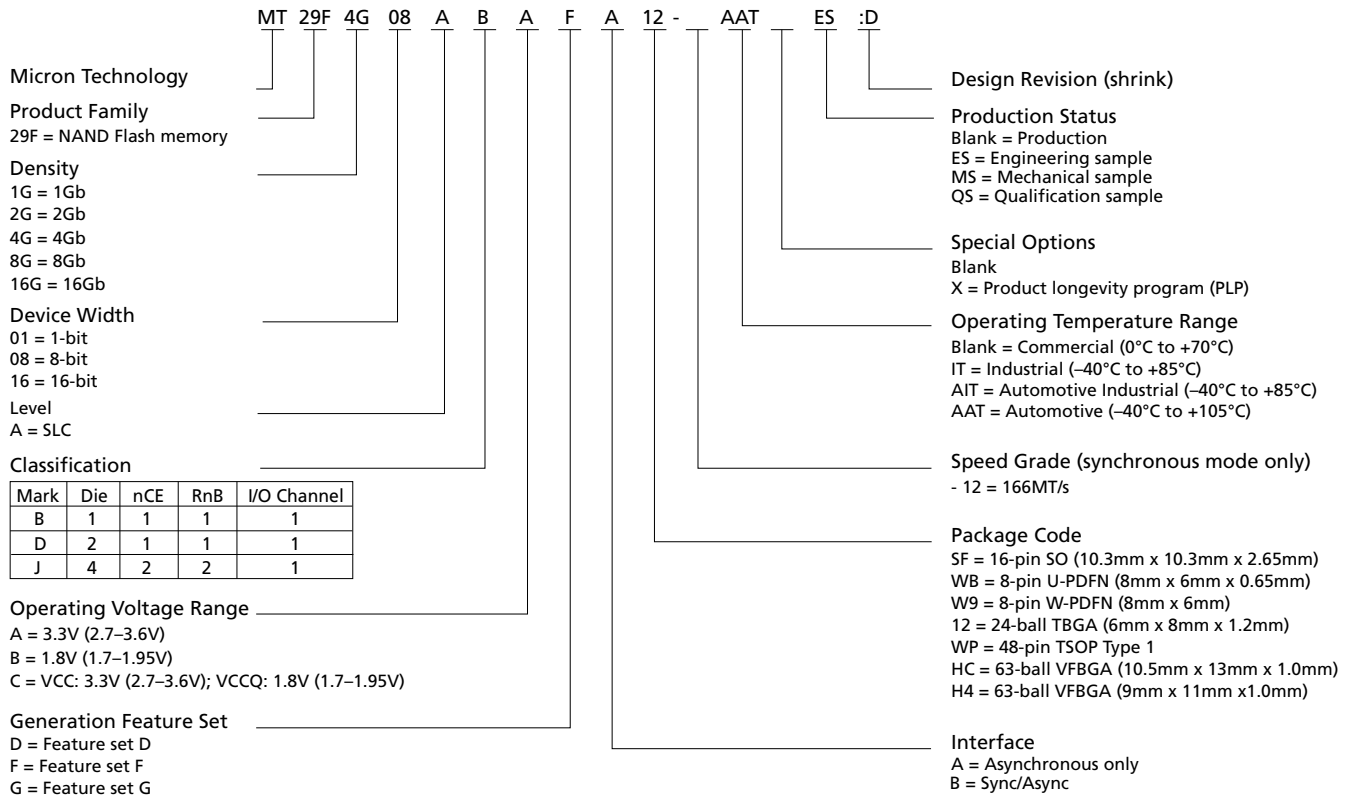 MT 29F 4G 08 A B A F A 12 - AAT ES :D
Micron Technology
Product Family
29F = NAND Flash memory
Density
1G = 1Gb
2G = 2Gb
4G = 4Gb
8G = 8Gb
16G = 16Gb
Device Width
01 = 1-bit
08 = 8-bit
16 = 16-bit
Level
A = SLC
Classification
Mark Die nCE RnB I/O Channel
B 1 1 1 1
D 2 1 1 1
J 4 2 2 1
Operating Voltage Range
A = 3.3V (2.7–3.6V)
B = 1.8V (1.7–1.95V)
C = VCC: 3.3V (2.7–3.6V); VCCQ: 1.8V (1.7–1.95V)
Generation Feature Set
D = Feature set D
F = Feature set F
G = Feature set G
Design Revision (shrink)
Production Status
Blank = Production
ES = Engineering sample
MS = Mechanical sample
QS = Qualification sample
Special Options
Blank
X = Product longevity program (PLP)
Operating Temperature Range
Blank = Commercial (0°C to +70°C)
IT = Industrial (–40°C to +85°C)
AIT = Automotive Industrial (–40°C to +85°C)
AAT = Automotive (–40°C to +105°C)
Speed Grade (synchronous mode only)
- 12 = 166MT/s
Package Code
SF = 16-pin SO (10.3mm x 10.3mm x 2.65mm)
WB = 8-pin U-PDFN (8mm x 6mm x 0.65mm)
W9 = 8-pin W-PDFN (8mm x 6mm)
12 = 24-ball TBGA (6mm x 8mm x 1.2mm)
WP = 48-pin TSOP Type 1
HC = 63-ball VFBGA (10.5mm x 13mm x 1.0mm)
H4 = 63-ball VFBGA (9mm x 11mm x1.0mm)
Interface
A = Asynchronous only
B = Sync/Async